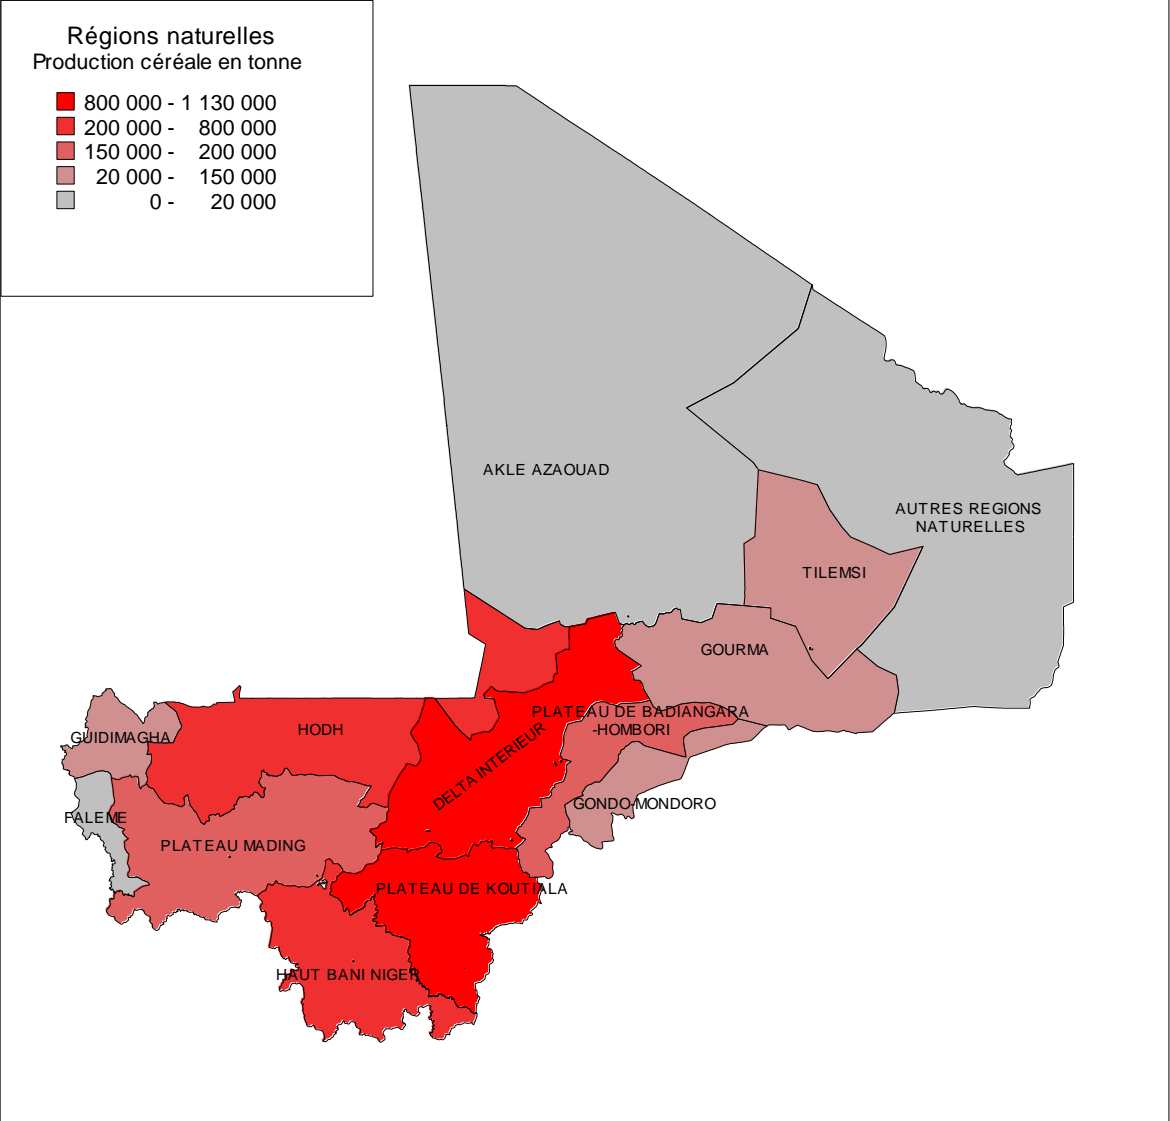 Régions naturelles
Production céréale en tonne
800 000 - 1 130 000
200 000 - 800 000
150 000 - 200 000
20 000 - 150 000
0 - 20 000
AKLE AZAOUAD
AUTRES REGIONS
NATURELLES
TILEMSI
GOURMA
PLATEAU DE BADIANGARA
-HOMBORI
HODH
GUIDIMAGHA
DELTA INTERIEUR
GONDO-MONDORO
FALEME
PLATEAU MADING
PLATEAU DE KOUTIALA
HAUT BANI NIGER